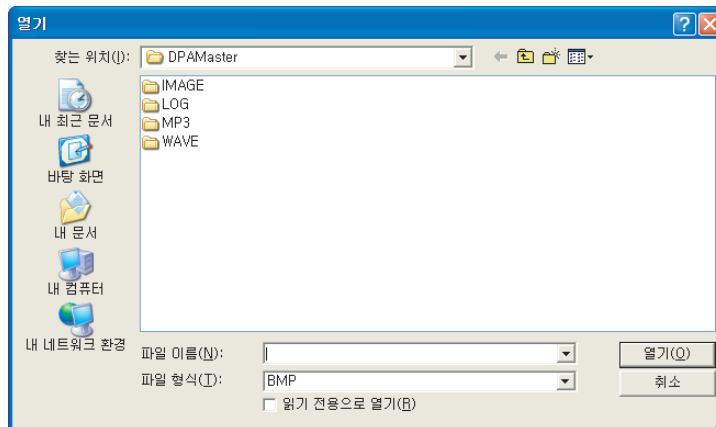 열기
찾는 위치(I): DPAMaster
IMAGE
LOG
MP3
WAVE
내 최근 문서
바탕 화면
내 문서
내 컴퓨터
내 네트워크 환경
파일 이름(N): 열기(O)
파일 형식(T): BMP 취소
읽기 전용으로 열기(R)